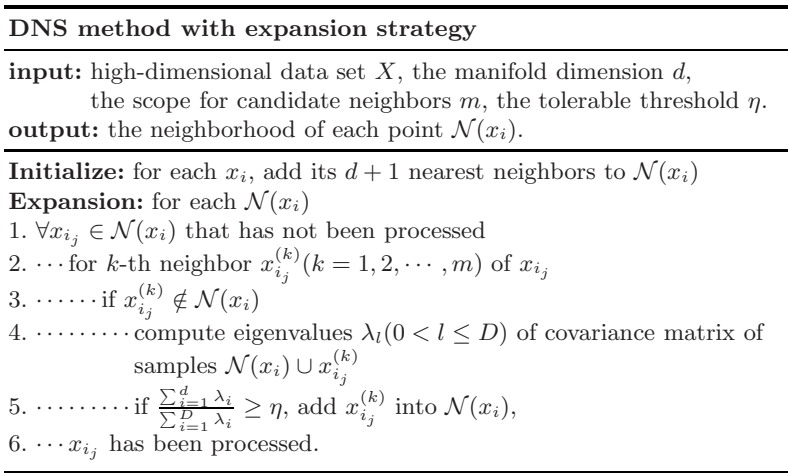 DNS method with expansion strategy
input: high-dimensional data set X, the manifold dimension d,
the scope for candidate neighbors m, the tolerable threshold η.
output: the neighborhood of each point 𝒩(x_i).
Initialize: for each x_i, add its d + 1 nearest neighbors to 𝒩(x_i)
Expansion: for each 𝒩(x_i)
1. ∀x_{i_j} ∈ 𝒩(x_i) that has not been processed
2. ··· for k-th neighbor x_{i_j}^{(k)}(k = 1, 2, ··· , m) of x_{i_j}
3. ······ if x_{i_j}^{(k)} ∉ 𝒩(x_i)
4. ········· compute eigenvalues λ_l(0 < l ≤ D) of covariance matrix of
samples 𝒩(x_i) ∪ x_{i_j}^{(k)}
5. ········· if \frac{∑_{i=1}^{d} λ_i}{∑_{i=1}^{D} λ_i} ≥ η, add x_{i_j}^{(k)} into 𝒩(x_i),
6. ··· x_{i_j} has been processed.